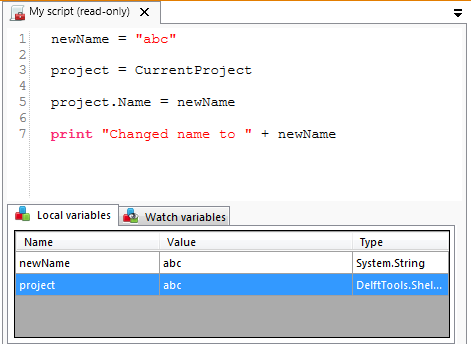 My script (read-only)
1 newName = "abc"
2
3 project = CurrentProject
4
5 project.Name = newName
6
7 print "Changed name to " + newName
Local variables Watch variables
Name Value Type
newName abc System.String
project abc DelftTools.Shel...